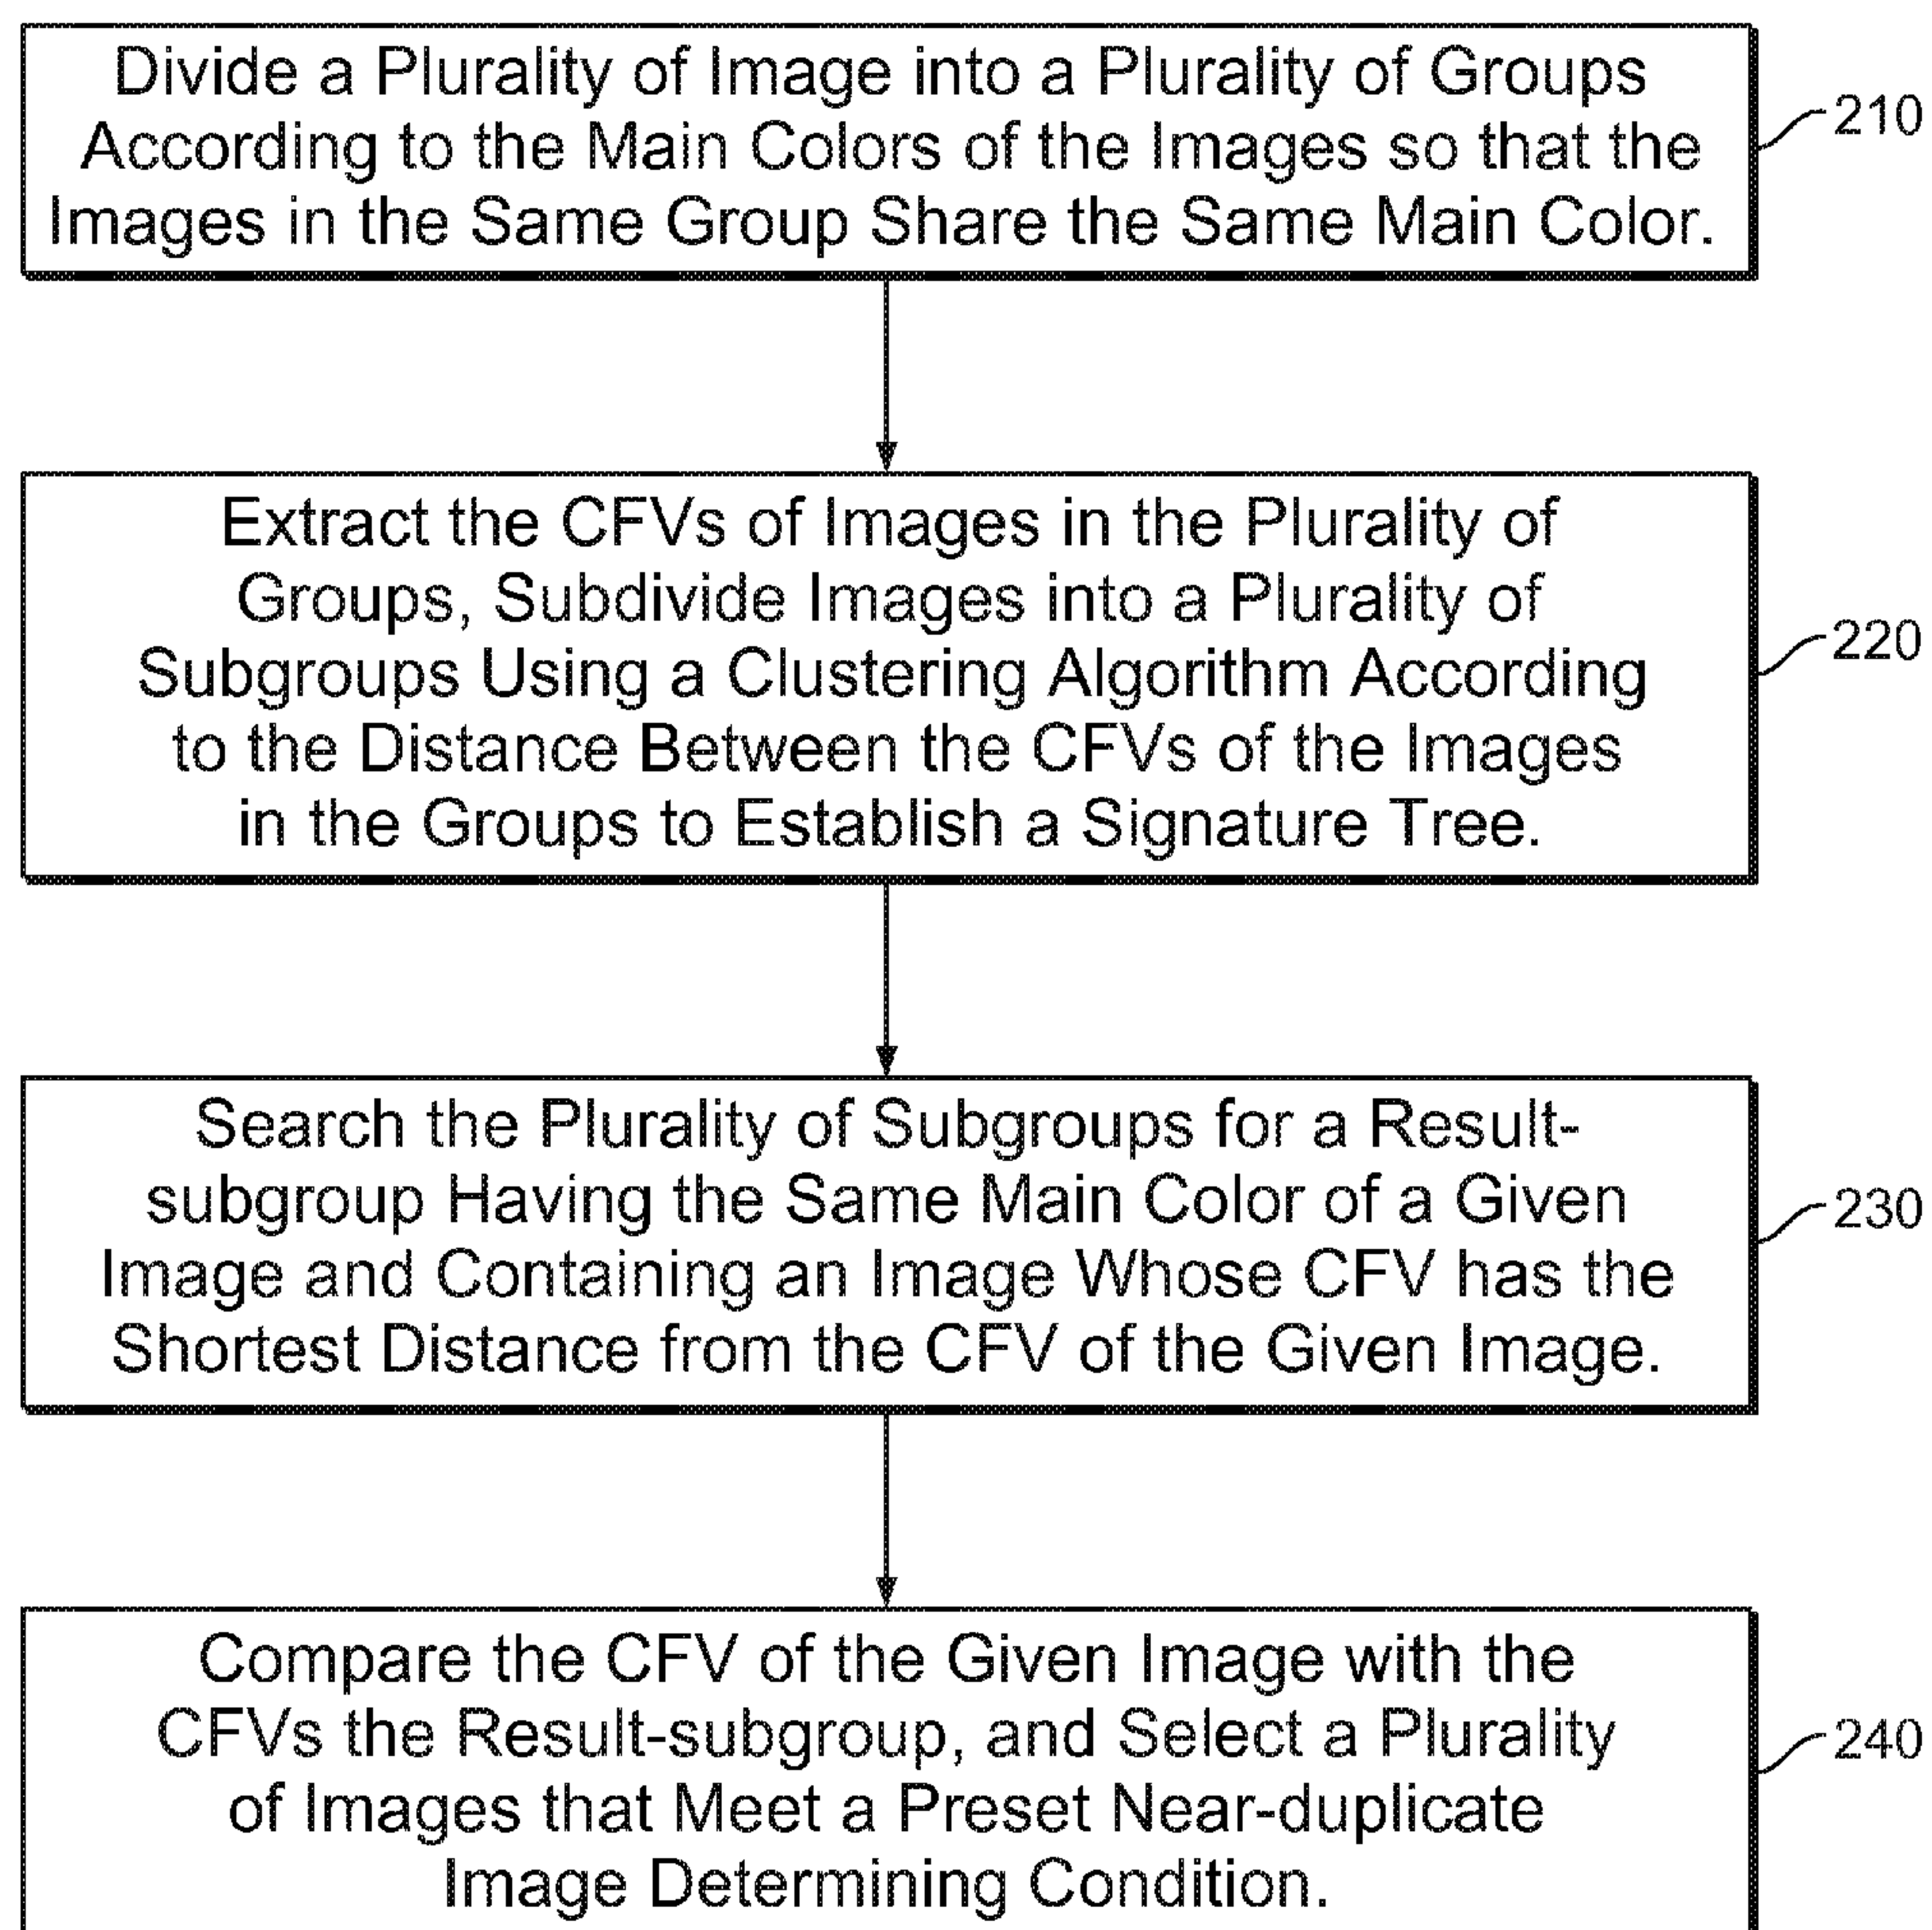 Divide a Plurality of Image into a Plurality of Groups
According to the Main Colors of the Images so that the
Images in the Same Group Share the Same Main Color.
210
Extract the CFVs of Images in the Plurality of
Groups, Subdivide Images into a Plurality of
Subgroups Using a Clustering Algorithm According
to the Distance Between the CFVs of the Images
in the Groups to Establish a Signature Tree.
220
Search the Plurality of Subgroups for a Result-
subgroup Having the Same Main Color of a Given
Image and Containing an Image Whose CFV has the
Shortest Distance from the CFV of the Given Image.
230
Compare the CFV of the Given Image with the
CFVs the Result-subgroup, and Select a Plurality
of Images that Meet a Preset Near-duplicate
Image Determining Condition.
240